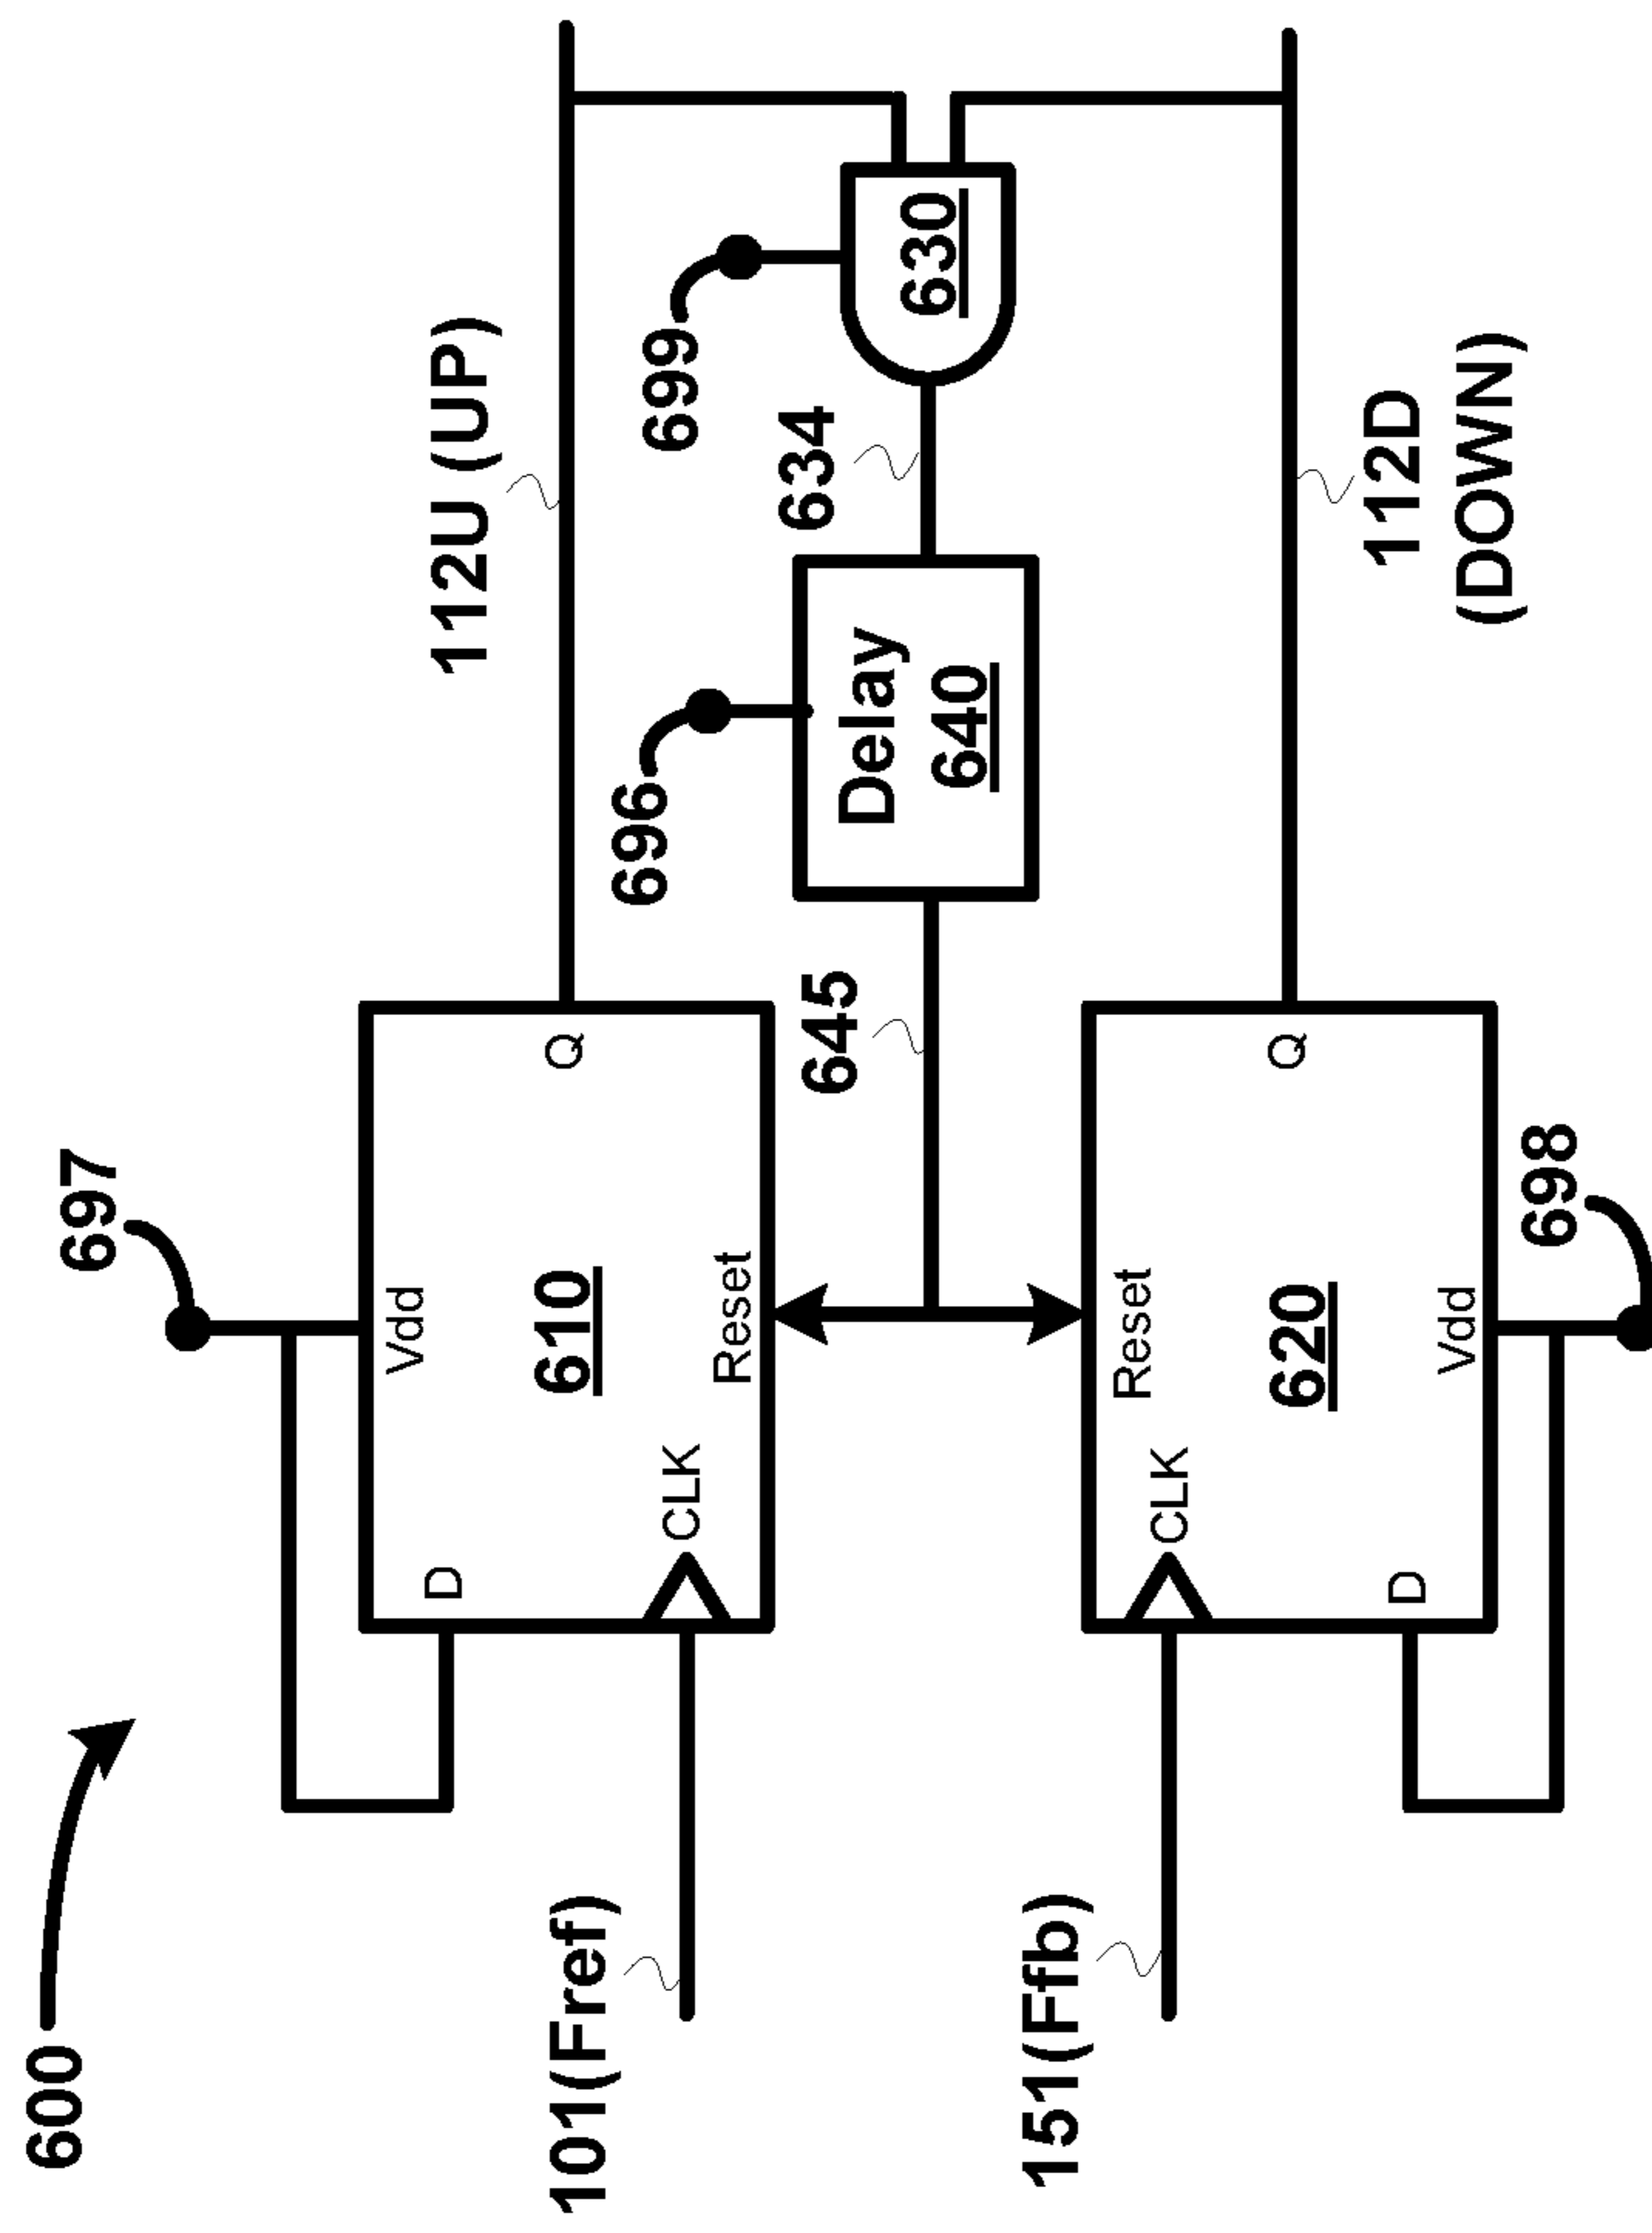 600
697
Vdd
D
610
Q
CLK
Reset
101(Fref)
112U (UP)
696
699
Delay
640
634
630
645
151(Ffb)
Reset
CLK
620
Q
D
Vdd
698
112D
(DOWN)